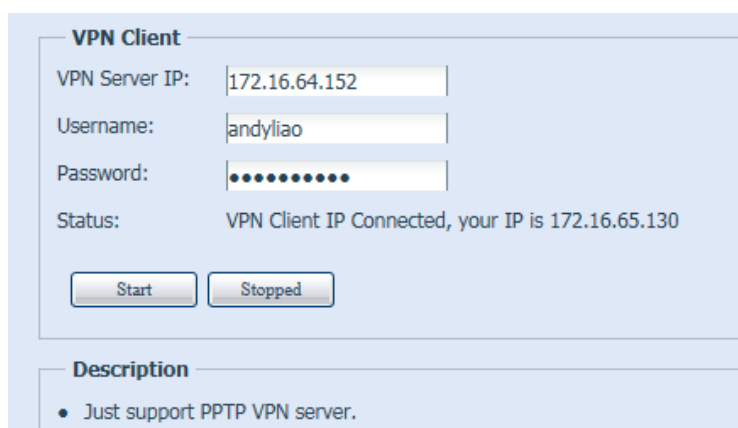 VPN Client
VPN Server IP: 172.16.64.152
Username: andyliao
Password: ••••••••••
Status: VPN Client IP Connected, your IP is 172.16.65.130
Start Stopped
Description
• Just support PPTP VPN server.